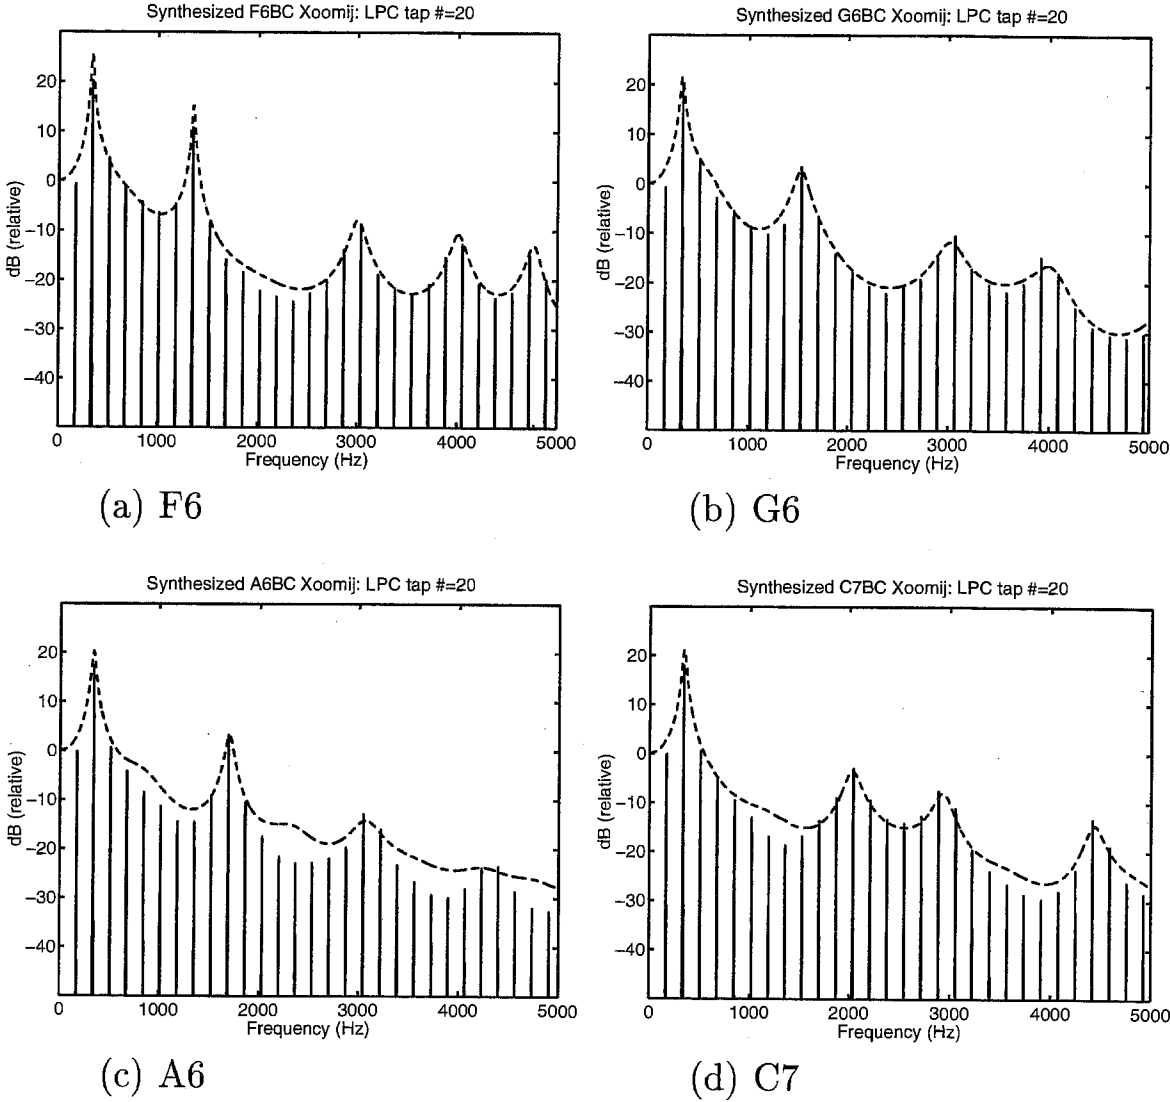 Synthesized F6BC Xoomij: LPC tap #=20
dB (relative)
20
10
0
−10
−20
−30
−40
0 1000 2000 3000 4000 5000
Frequency (Hz)
(a) F6
Synthesized G6BC Xoomij: LPC tap #=20
dB (relative)
20
10
0
−10
−20
−30
−40
0 1000 2000 3000 4000 5000
Frequency (Hz)
(b) G6
Synthesized A6BC Xoomij: LPC tap #=20
dB (relative)
20
10
0
−10
−20
−30
−40
0 1000 2000 3000 4000 5000
Frequency (Hz)
(c) A6
Synthesized C7BC Xoomij: LPC tap #=20
dB (relative)
20
10
0
−10
−20
−30
−40
0 1000 2000 3000 4000 5000
Frequency (Hz)
(d) C7